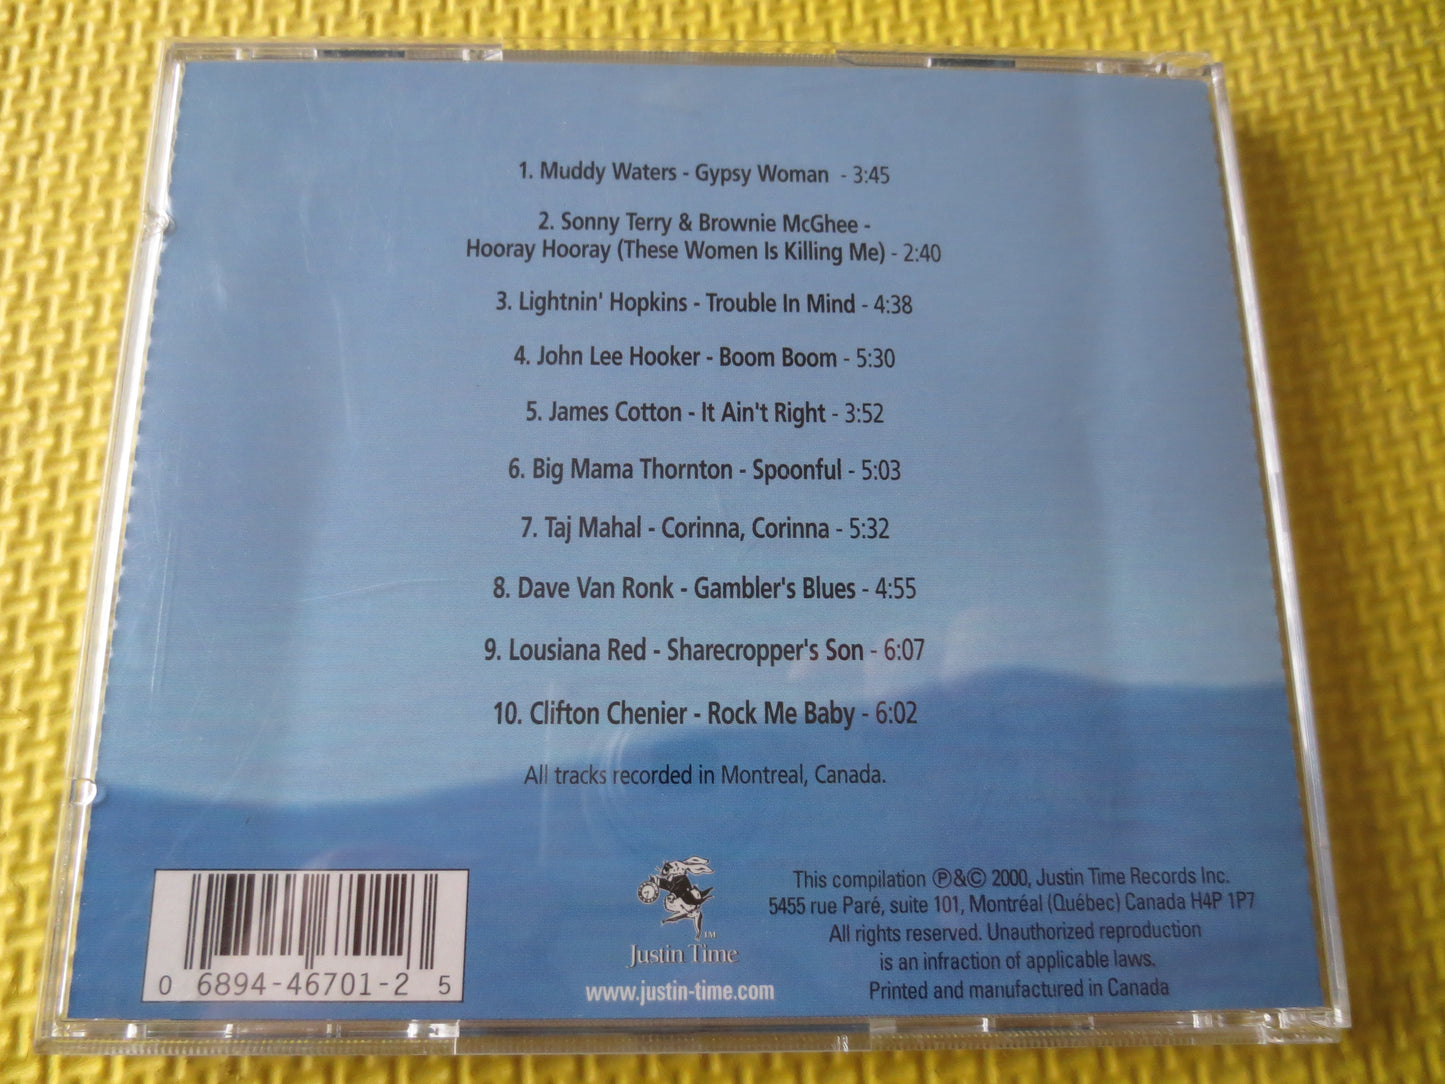 1. Muddy Waters - Gypsy Woman - 3:45
2. Sonny Terry & Brownie McGhee -
Hooray Hooray (These Women Is Killing Me) - 2:40
3. Lightnin' Hopkins - Trouble In Mind - 4:38
4. John Lee Hooker - Boom Boom - 5:30
5. James Cotton - It Ain't Right - 3:52
6. Big Mama Thornton - Spoonful - 5:03
7. Taj Mahal - Corinna, Corinna - 5:32
8. Dave Van Ronk - Gambler's Blues - 4:55
9. Lousiana Red - Sharecropper's Son - 6:07
10. Clifton Chenier - Rock Me Baby - 6:02
All tracks recorded in Montreal, Canada.
0 6894-46701-2 5
TM
Justin Time
www.justin-time.com
This compilation ℗&© 2000, Justin Time Records Inc.
5455 rue Paré, suite 101, Montréal (Québec) Canada H4P 1P7
All rights reserved. Unauthorized reproduction
is an infraction of applicable laws.
Printed and manufactured in Canada